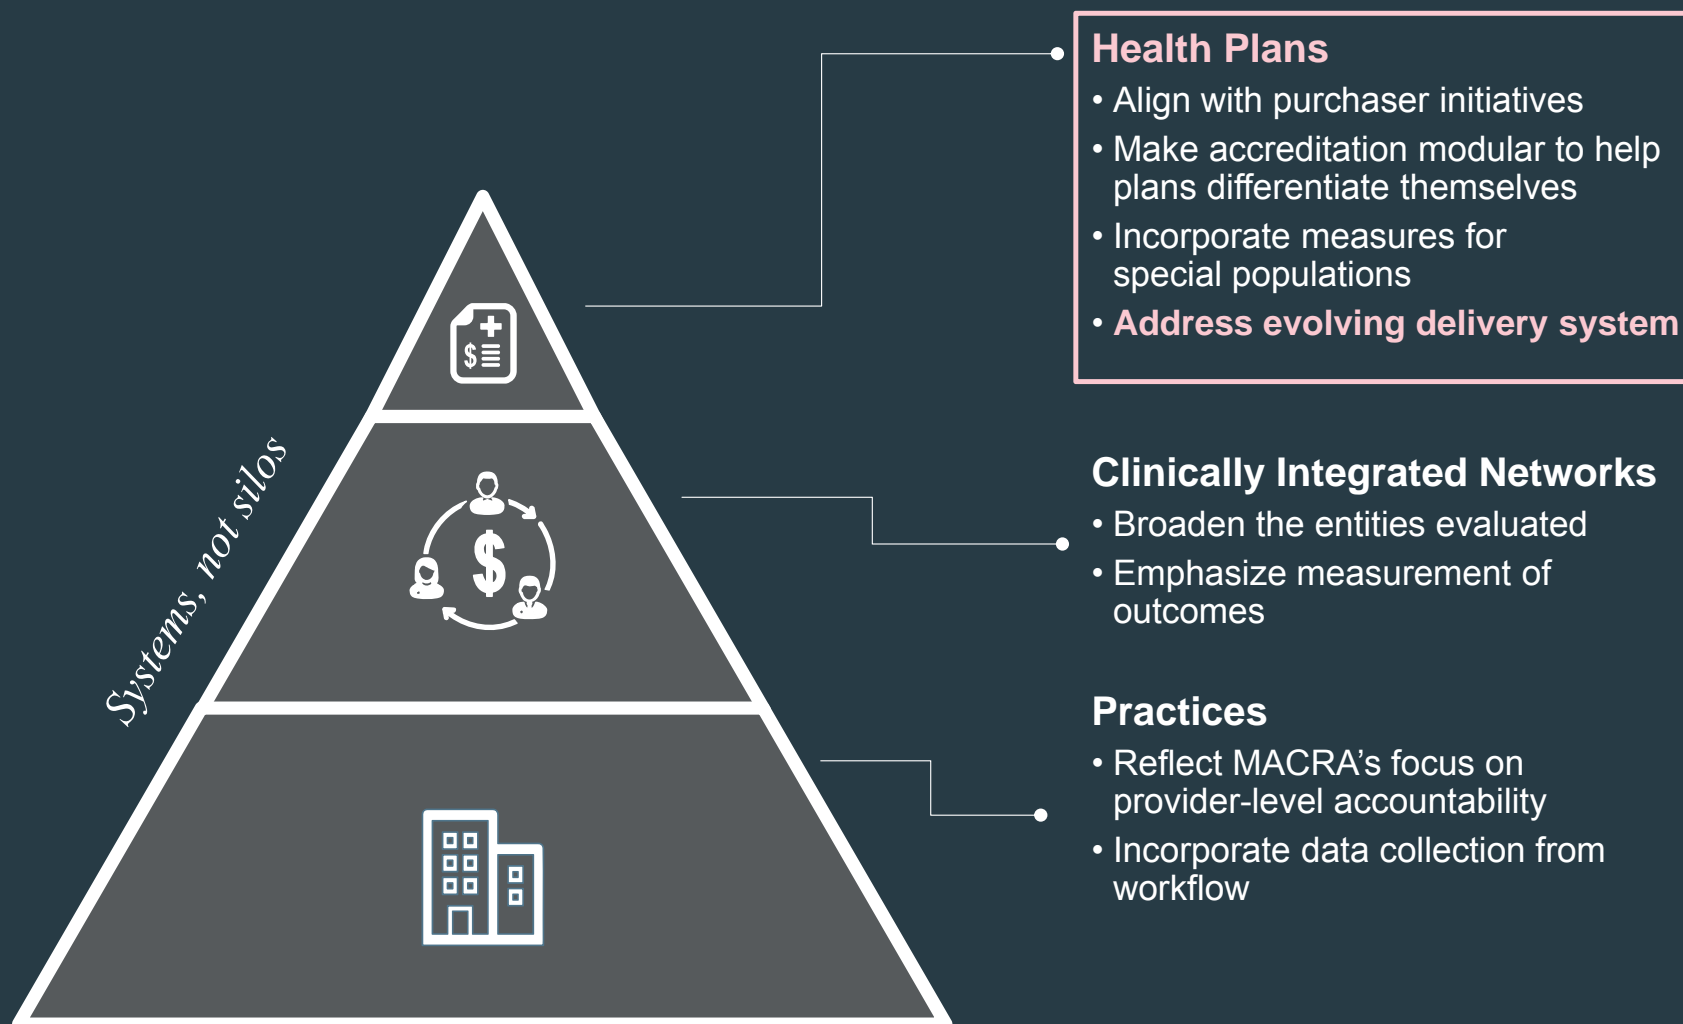 Health Plans
• Align with purchaser initiatives
• Make accreditation modular to help
plans differentiate themselves
• Incorporate measures for
special populations
• Address evolving delivery system
$
Systems, not silos
Clinically Integrated Networks
• Broaden the entities evaluated
• Emphasize measurement of
outcomes
$
Practices
• Reflect MACRA’s focus on
provider-level accountability
• Incorporate data collection from
workflow